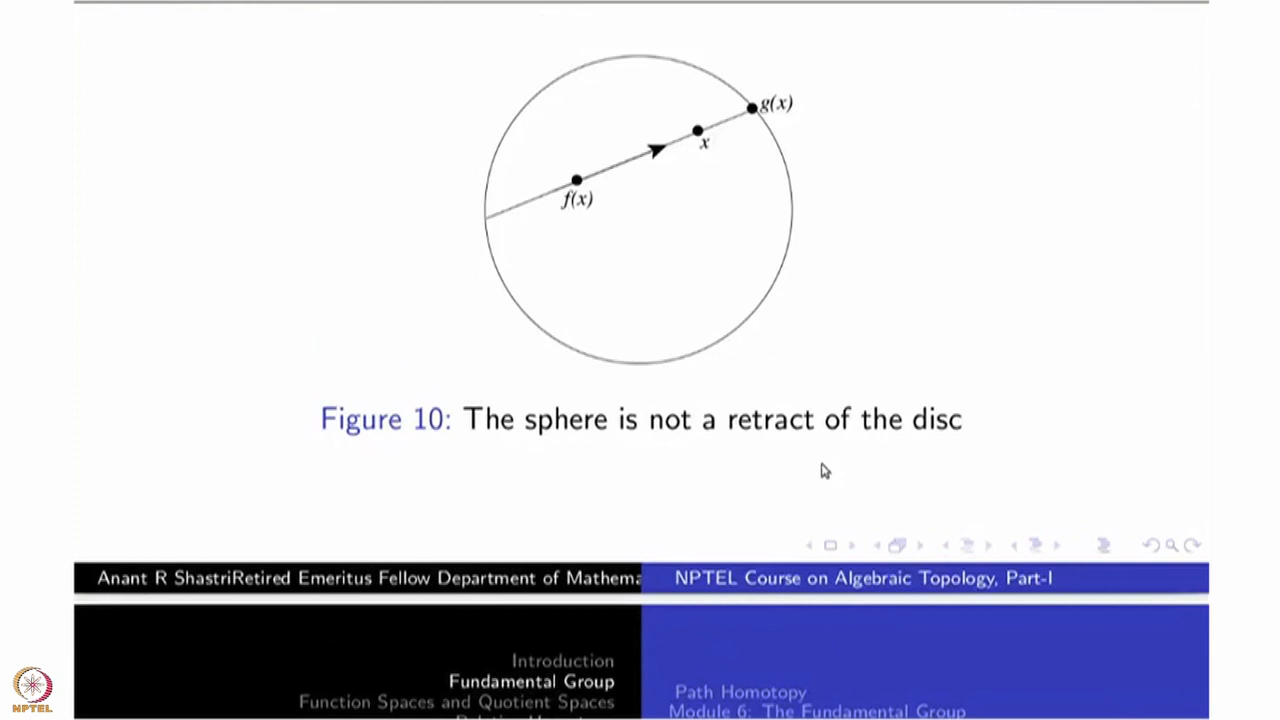 g(x)
x
f(x)
Figure 10: The sphere is not a retract of the disc
Anant R ShastriRetired Emeritus Fellow Department of Mathema
NPTEL Course on Algebraic Topology, Part-I
Introduction
Fundamental Group
Function Spaces and Quotient Spaces
Path Homotopy
Module 6: The Fundamental Group
NPTEL